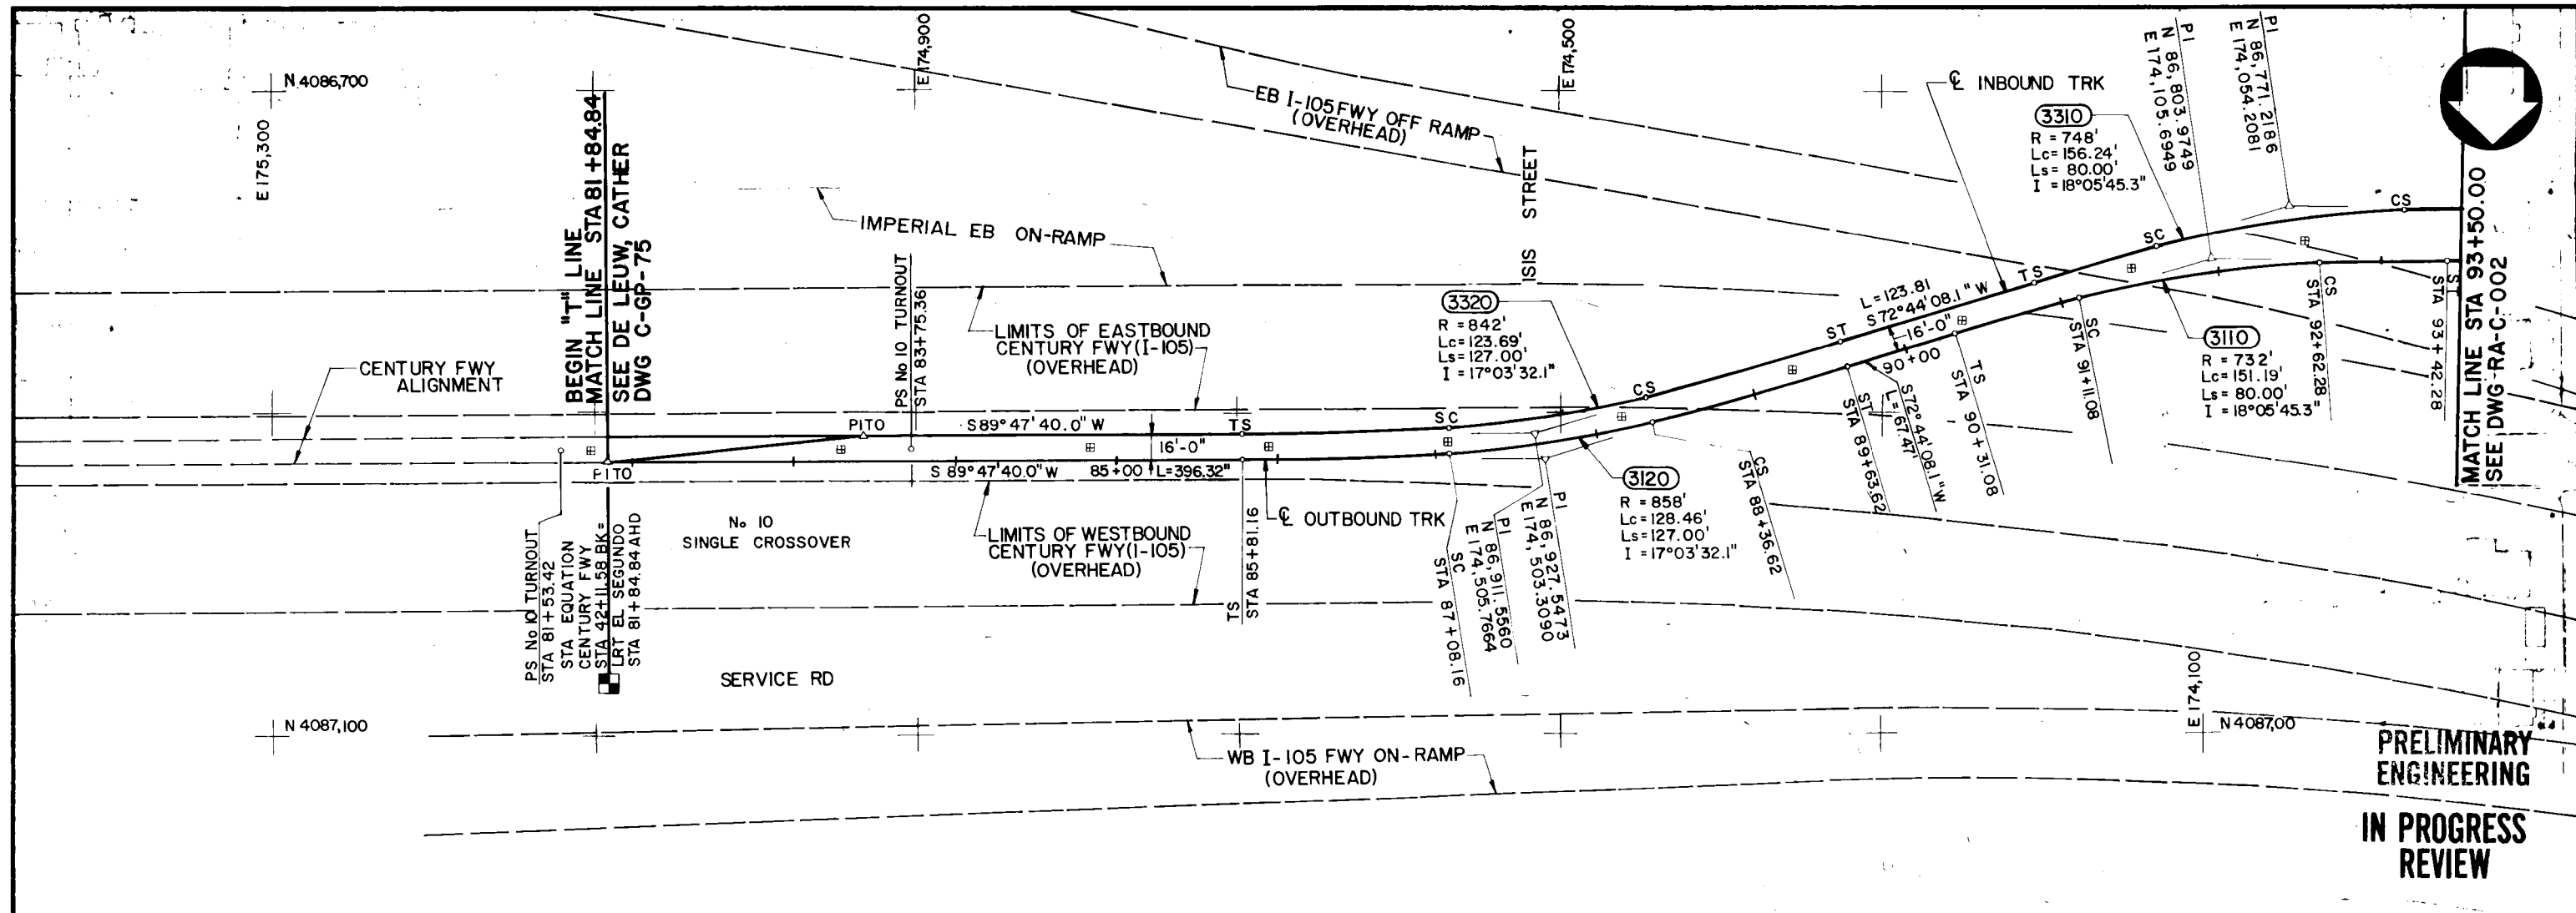 N 4086,700
E 175,300
E 174,900
E 174,500
BEGIN "T" LINE
MATCH LINE STA 81+84.84
SEE DE LEUW, CATHER
DWG C-GP-75
EB I-105 FWY OFF RAMP
(OVERHEAD)
ISIS STREET
℄ INBOUND TRK
3310
R = 748'
Lc= 156.24'
Ls= 80.00'
I = 18°05'45.3"
PI
N 86,803.9749
E 174,105.6949
PI
N 86,771.2186
E 174,054.2081
IMPERIAL EB ON-RAMP
PS No 10 TURNOUT
STA 83+75.36
LIMITS OF EASTBOUND
CENTURY FWY (I-105)
(OVERHEAD)
CENTURY FWY
ALIGNMENT
3320
R = 842'
Lc= 123.69'
Ls= 127.00'
I = 17°03'32.1"
L=123.81
S72°44'08.1"W
16'-0"
ST
TS
SC
CS
CS
SC
TS
PITO
S89°47'40.0"W
16'-0"
PITO
S 89°47'40.0"W
85+00
L=396.32"
90+00
S72°44'08.1"W
L=67.47'
ST
STA 89+63.62
TS
STA 90+31.08
SC
STA 91+11.08
3110
R = 732'
Lc= 151.19'
Ls= 80.00'
I = 18°05'45.3"
CS
STA 92+62.28
S
STA 93+42.28
MATCH LINE STA 93+50.00
SEE DWG RA-C-002
No 10
SINGLE CROSSOVER
LIMITS OF WESTBOUND
CENTURY FWY (I-105)
(OVERHEAD)
℄ OUTBOUND TRK
TS
STA 85+81.16
SC
STA 87+08.16
PI
N 86,911.5560
E 174,505.7664
PI
N 86,927.5473
E 174,503.3090
3120
R = 858'
Lc= 128.46'
Ls= 127.00'
I = 17°03'32.1"
CS
STA 88+36.62
PS No 10 TURNOUT
STA 81+53.42
STA EQUATION
CENTURY FWY
STA 42+11.58 BK=
LRT EL SEGUNDO
STA 81+84.84 AHD
SERVICE RD
N 4087,100
WB I-105 FWY ON-RAMP
(OVERHEAD)
E 174,100
N 4087,00
PRELIMINARY
ENGINEERING
IN PROGRESS
REVIEW